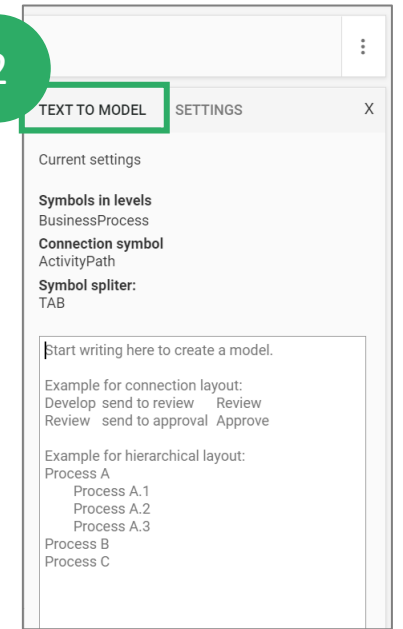 2
TEXT TO MODEL SETTINGS X
Current settings
Symbols in levels
BusinessProcess
Connection symbol
ActivityPath
Symbol spliter:
TAB
Start writing here to create a model.
Example for connection layout:
Develop send to review Review
Review send to approval Approve
Example for hierarchical layout:
Process A
Process A.1
Process A.2
Process A.3
Process B
Process C